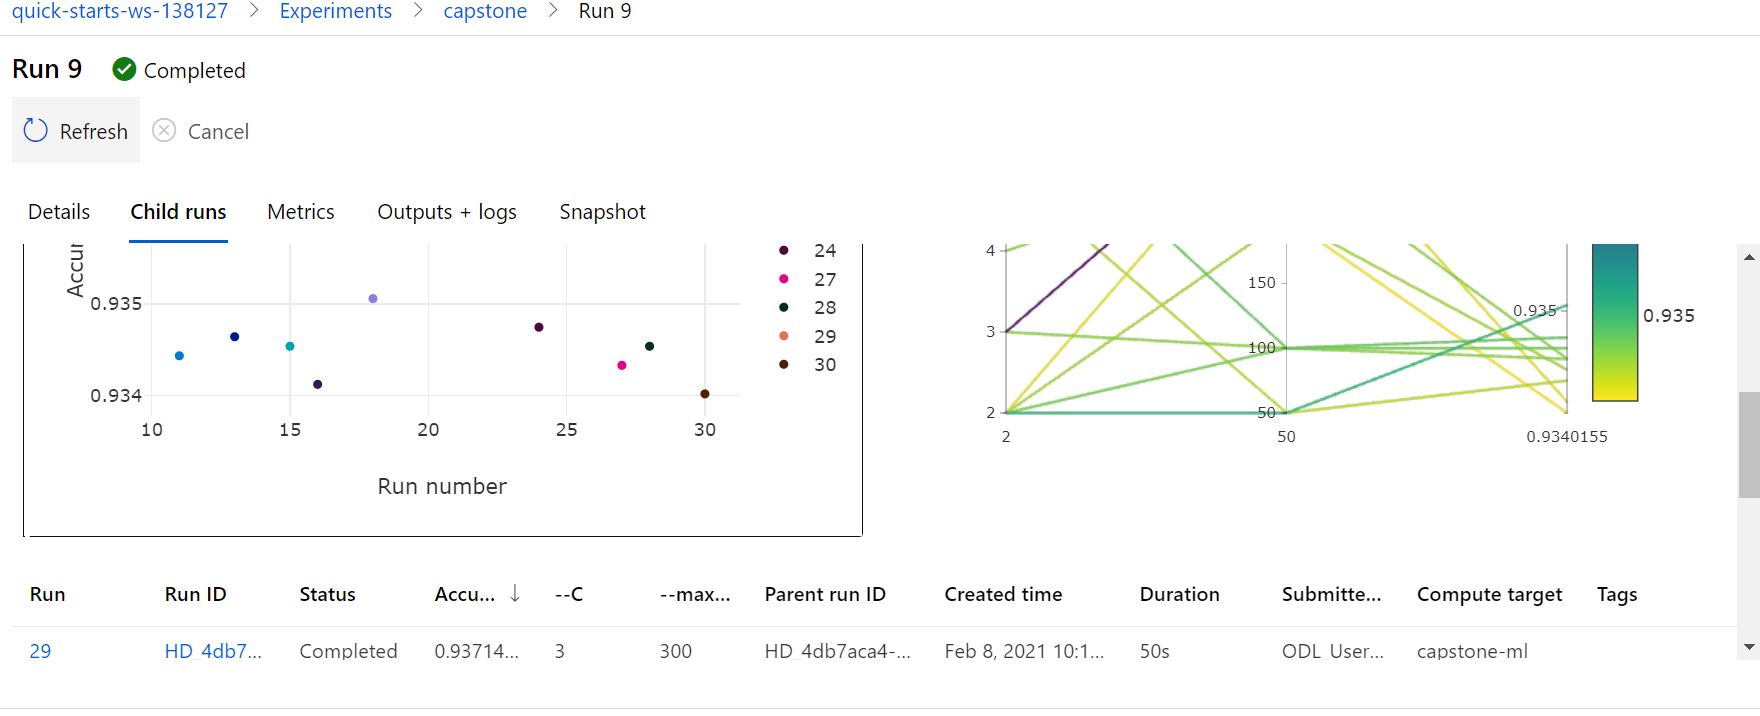 quick-starts-ws-138127 > Experiments > capstone > Run 9
Run 9 Completed
Refresh Cancel
Details Child runs Metrics Outputs + logs Snapshot
Accur
0.935
0.934
10 15 20 25 30
Run number
24
27
28
29
30
4
3
2
2
150
100
50
50
0.935
0.9340155
0.935
Run Run ID Status Accu... ↓ --C --max... Parent run ID Created time Duration Submitte... Compute target Tags
29 HD_4db7... Completed 0.93714... 3 300 HD_4db7aca4-... Feb 8, 2021 10:1... 50s ODL_User... capstone-ml